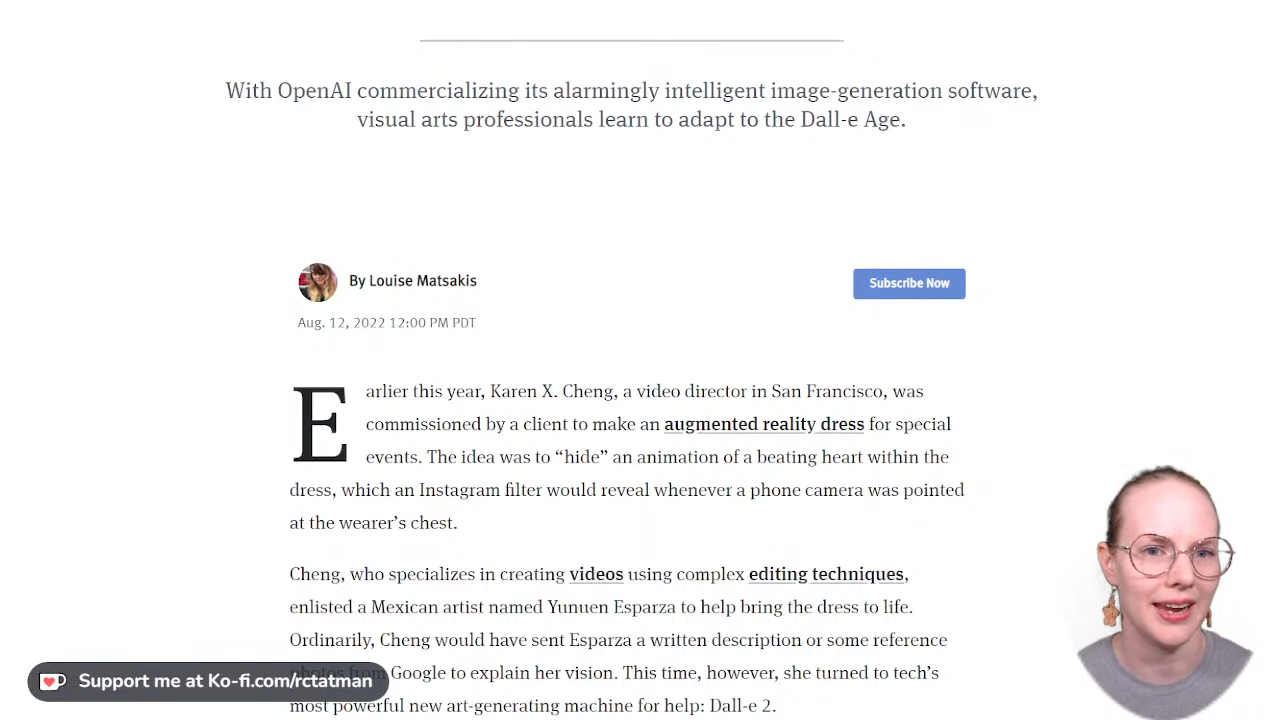 With OpenAI commercializing its alarmingly intelligent image-generation software,
visual arts professionals learn to adapt to the Dall-e Age.
By Louise Matsakis
Subscribe Now
Aug. 12, 2022 12:00 PM PDT
Earlier this year, Karen X. Cheng, a video director in San Francisco, was
commissioned by a client to make an augmented reality dress for special
events. The idea was to “hide” an animation of a beating heart within the
dress, which an Instagram filter would reveal whenever a phone camera was pointed
at the wearer’s chest.
Cheng, who specializes in creating videos using complex editing techniques,
enlisted a Mexican artist named Yunuen Esparza to help bring the dress to life.
Ordinarily, Cheng would have sent Esparza a written description or some reference
photos from Google to explain her vision. This time, however, she turned to tech’s
most powerful new art-generating machine for help: Dall-e 2.
Support me at Ko-fi.com/rctatman